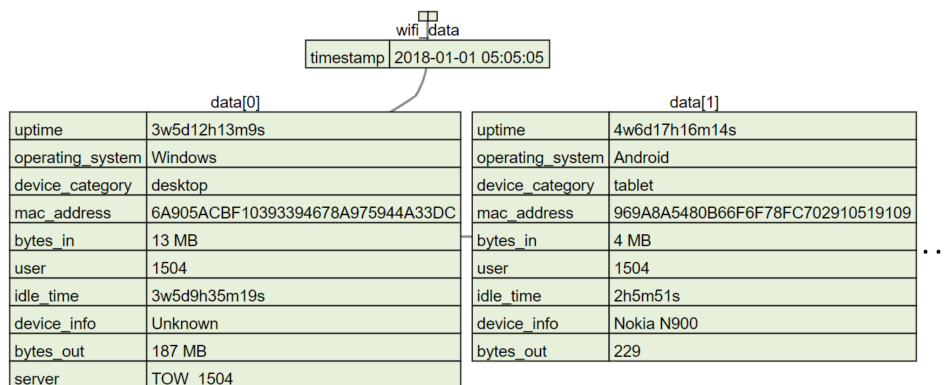 wifi_data
timestamp 2018-01-01 05:05:05
data[0]
uptime 3w5d12h13m9s
operating_system Windows
device_category desktop
mac_address 6A905ACBF10393394678A975944A33DC
bytes_in 13 MB
user 1504
idle_time 3w5d9h35m19s
device_info Unknown
bytes_out 187 MB
server TOW_1504
data[1]
uptime 4w6d17h16m14s
operating_system Android
device_category tablet
mac_address 969A8A5480B66F6F78FC702910519109
bytes_in 4 MB
user 1504
idle_time 2h5m51s
device_info Nokia N900
bytes_out 229
. .